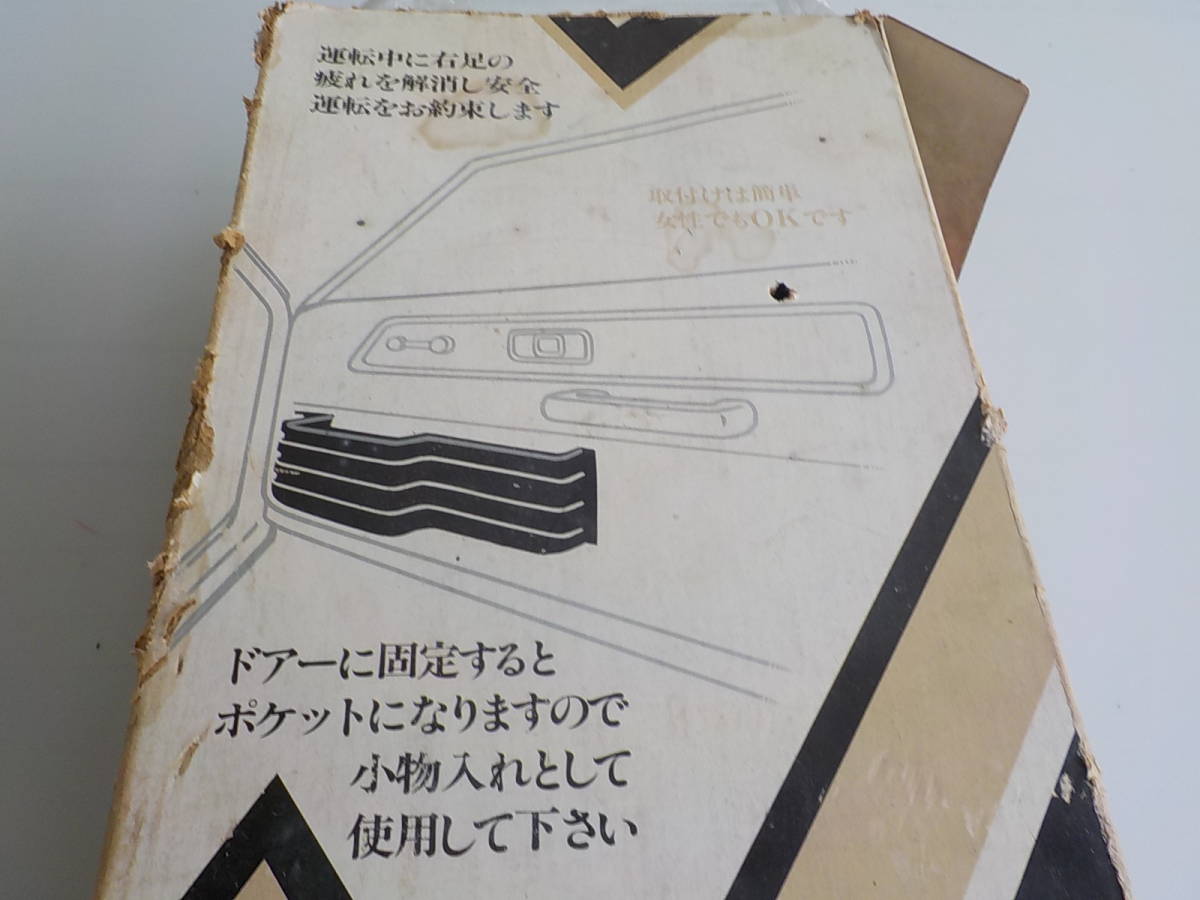 運転中に右足の
疲れを解消し安全
運転をお約束します
取付けは簡単
女性でもOKです
ドアーに固定すると
ポケットになりますので
小物入れとして
使用して下さい